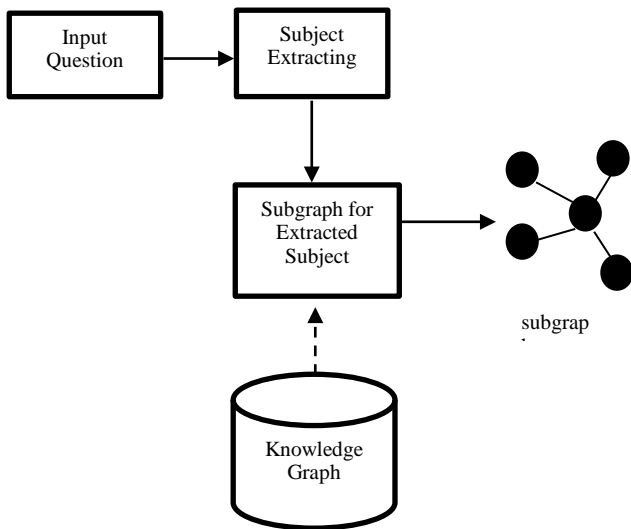 Input
Question
Subject
Extracting
Subgraph for
Extracted
Subject
subgrap
Knowledge
Graph